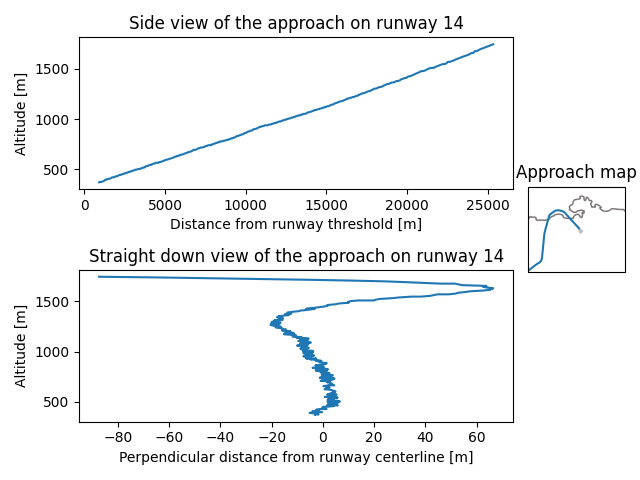 Side view of the approach on runway 14
Altitude [m]
1500
1000
500
0 5000 10000 15000 20000 25000
Distance from runway threshold [m]
Approach map
Straight down view of the approach on runway 14
Altitude [m]
1500
1000
500
−80 −60 −40 −20 0 20 40 60
Perpendicular distance from runway centerline [m]